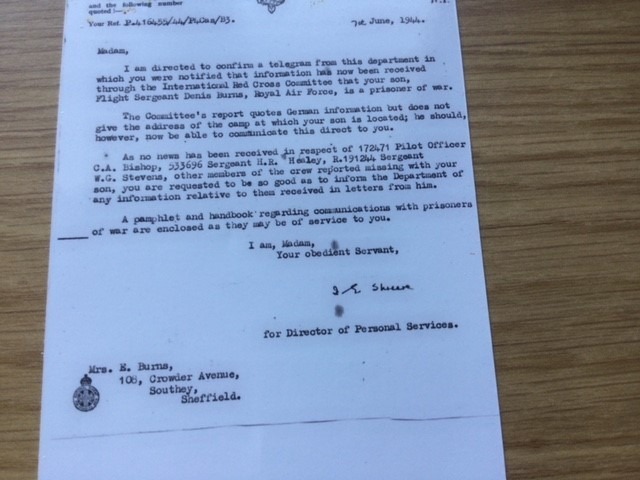 and the following number
quoted:—
Your Ref. P.416455/44/P.4.Cas/B3.
7th June, 1944.
Madam,
I am directed to confirm a telegram from this department in
which you were notified that information has now been received
through the International Red Cross Committee that your son,
Flight Sergeant Denis Burns, Royal Air Force, is a prisoner of war.
The Committee's report quotes German information but does not
give the address of the camp at which your son is located; he should,
however, now be able to communicate this direct to you.
As no news has been received in respect of 172471 Pilot Officer
C.A. Bishop, 533696 Sergeant H.R. Healey, R.191244 Sergeant
W.G. Stevens, other members of the crew reported missing with your
son, you are requested to be so good as to inform the Department of
any information relative to them received in letters from him.
A pamphlet and handbook regarding communications with prisoners
of war are enclosed as they may be of service to you.
I am, Madam,
Your obedient Servant,
for Director of Personal Services.
Mrs. E. Burns,
108, Crowder Avenue,
Southey,
Sheffield.